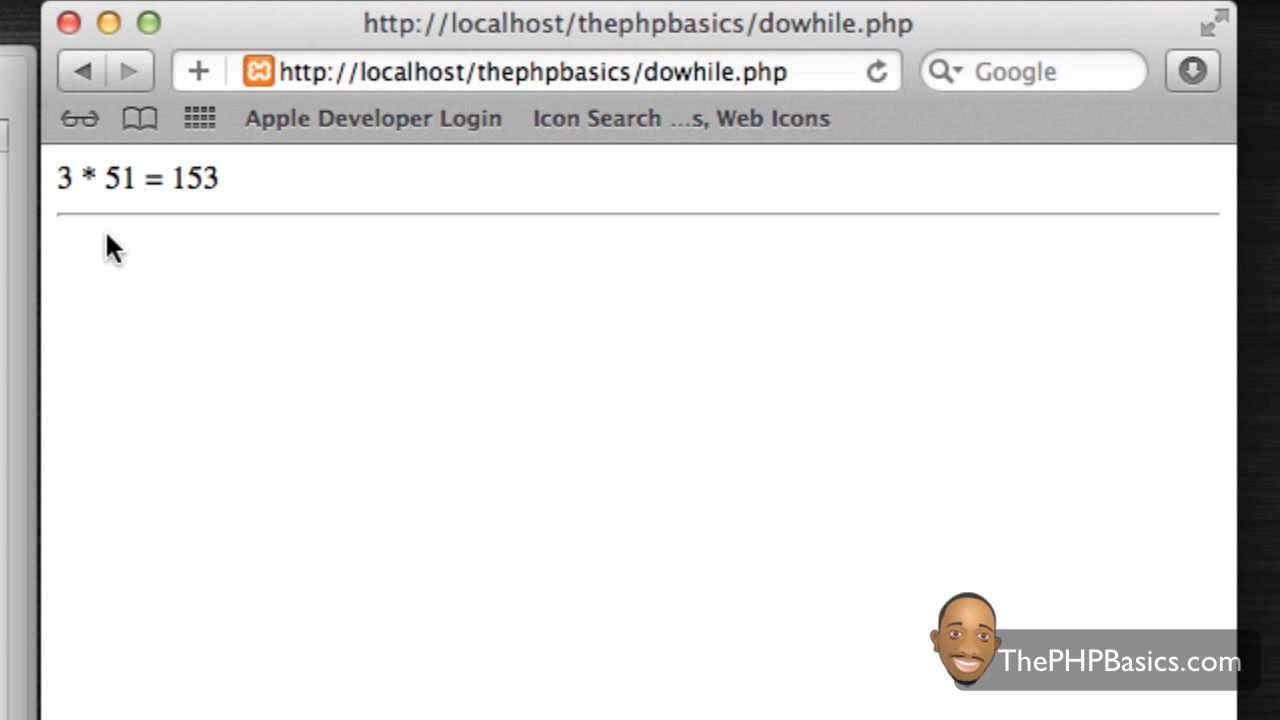 http://localhost/thephpbasics/dowhile.php
http://localhost/thephpbasics/dowhile.php
Google
Apple Developer Login
Icon Search ...s, Web Icons
3 * 51 = 153
ThePHPBasics.com